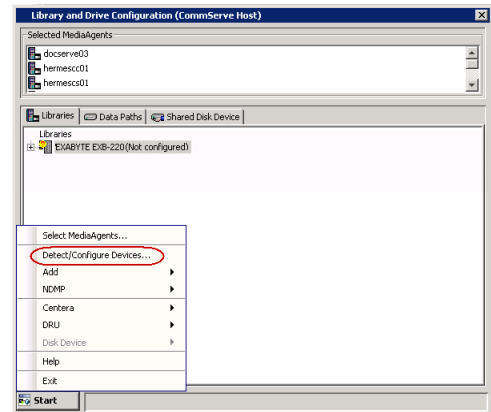 Library and Drive Configuration (CommServe Host)
Selected MediaAgents
docserve03
hermescc01
hermescs01
Libraries
Data Paths
Shared Disk Device
Libraries
EXABYTE EXB-220(Not configured)
Select MediaAgents...
Detect/Configure Devices...
Add
NDMP
Centera
DRU
Disk Device
Help
Exit
Start